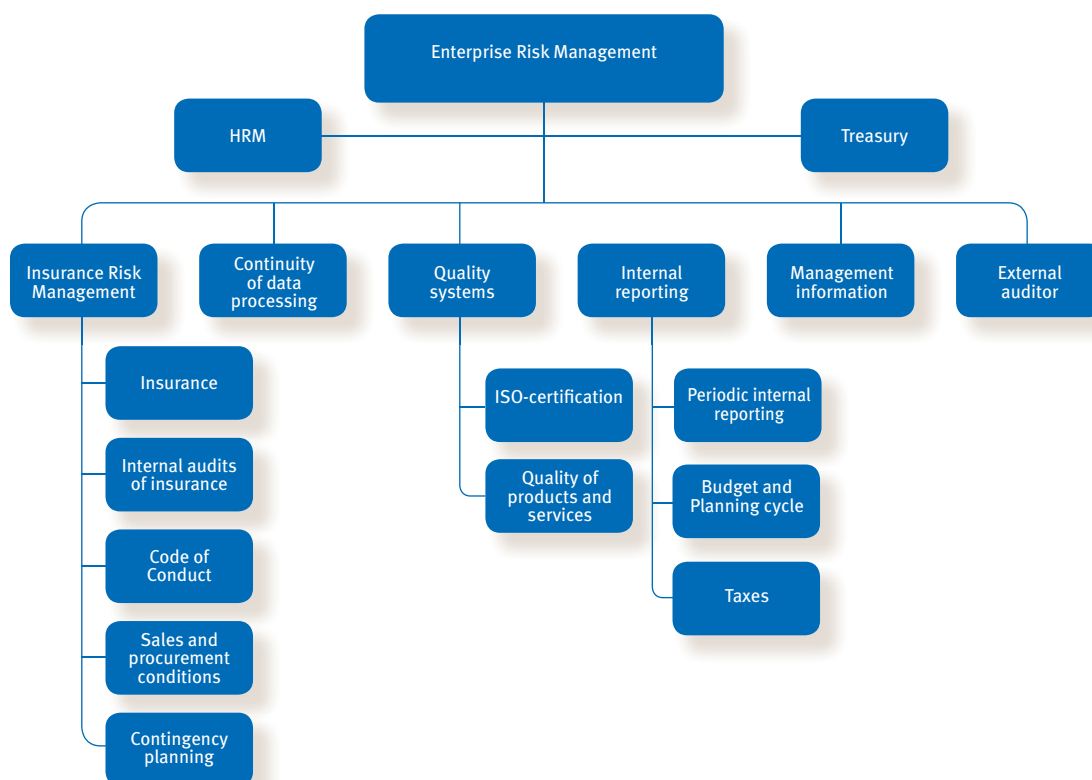 Enterprise Risk Management
HRM
Treasury
Insurance Risk
Management
Continuity
of data
processing
Quality
systems
Internal
reporting
Management
information
External
auditor
Insurance
Internal audits
of insurance
Code of
Conduct
Sales and
procurement
conditions
Contingency
planning
ISO-certification
Quality of
products and
services
Periodic internal
reporting
Budget and
Planning cycle
Taxes